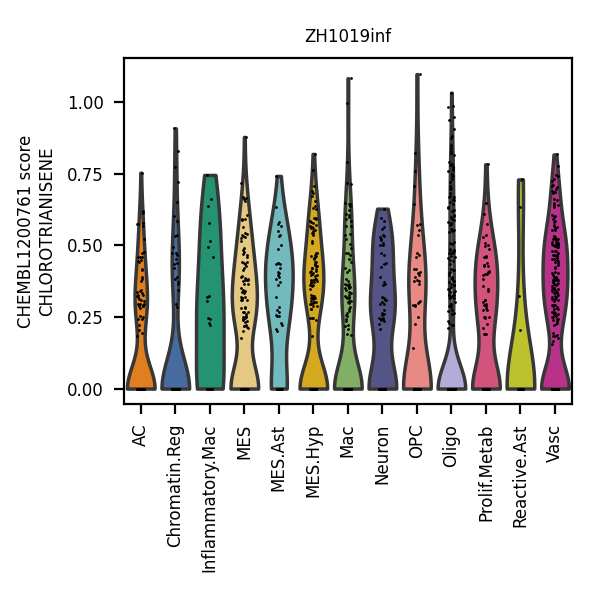 ZH1019inf
CHEMBL1200761 score
CHLOROTRIANISENE
1.00
0.75
0.50
0.25
0.00
AC
Chromatin.Reg
Inflammatory.Mac
MES
MES.Ast
MES.Hyp
Mac
Neuron
OPC
Oligo
Prolif.Metab
Reactive.Ast
Vasc